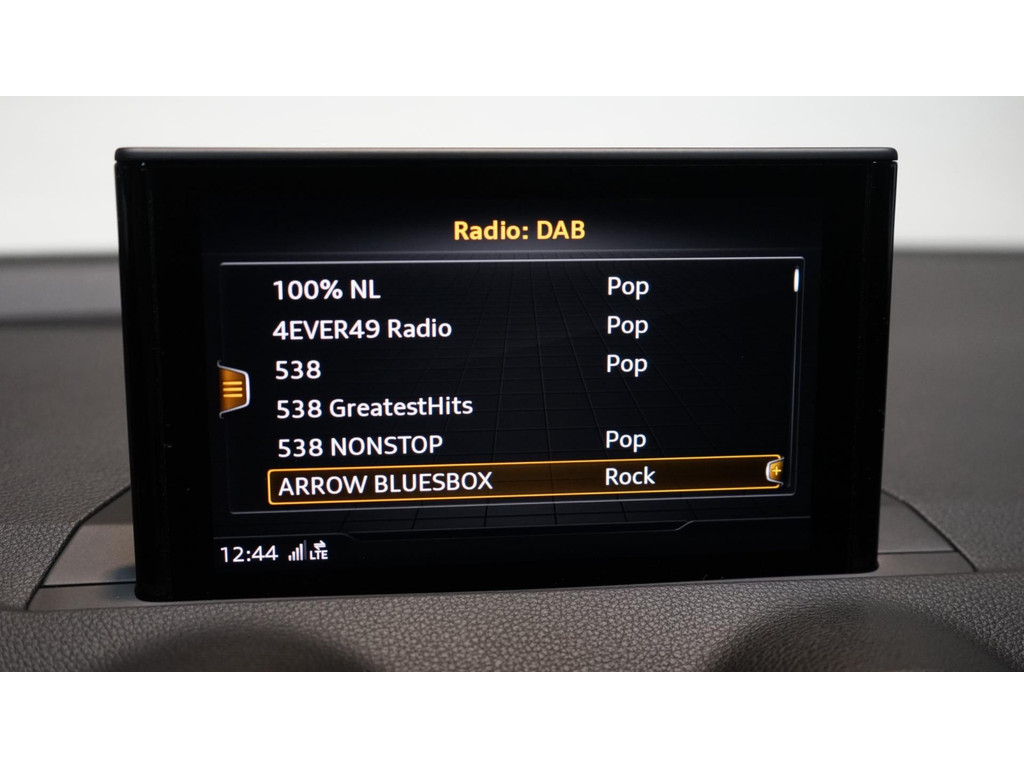 Radio: DAB
100% NL Pop
4EVER49 Radio Pop
538 Pop
538 GreatestHits
538 NONSTOP Pop
ARROW BLUESBOX Rock
12:44 LTE